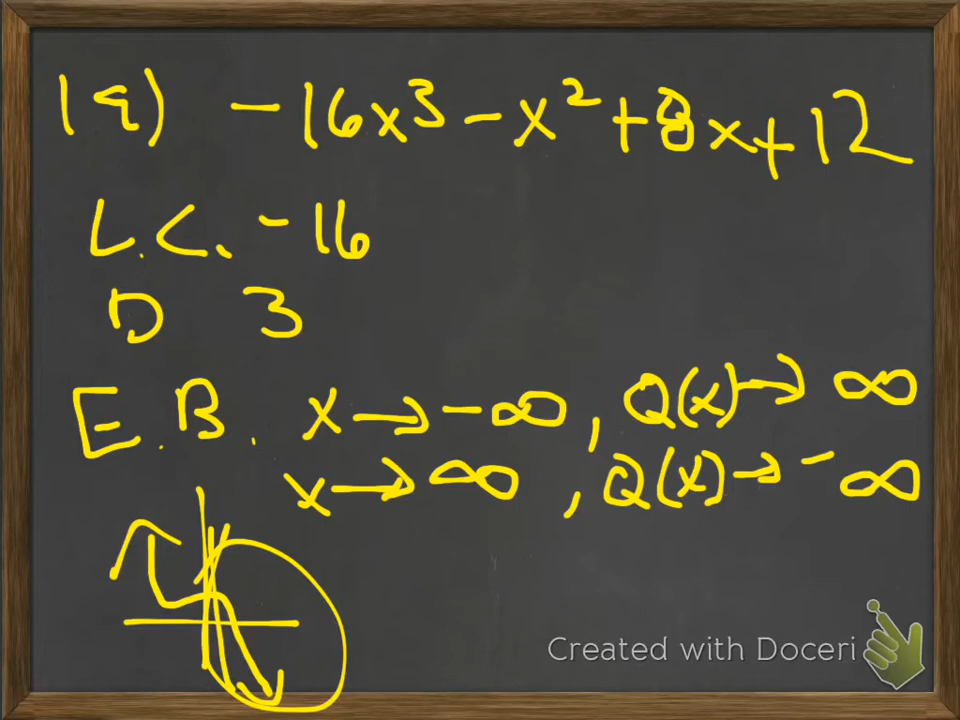 19) -16x³-x²+8x+12
L.C. -16
D 3
E.B. x→-∞, Q(x)→∞
x→∞, Q(x)→-∞
Created with Doceri